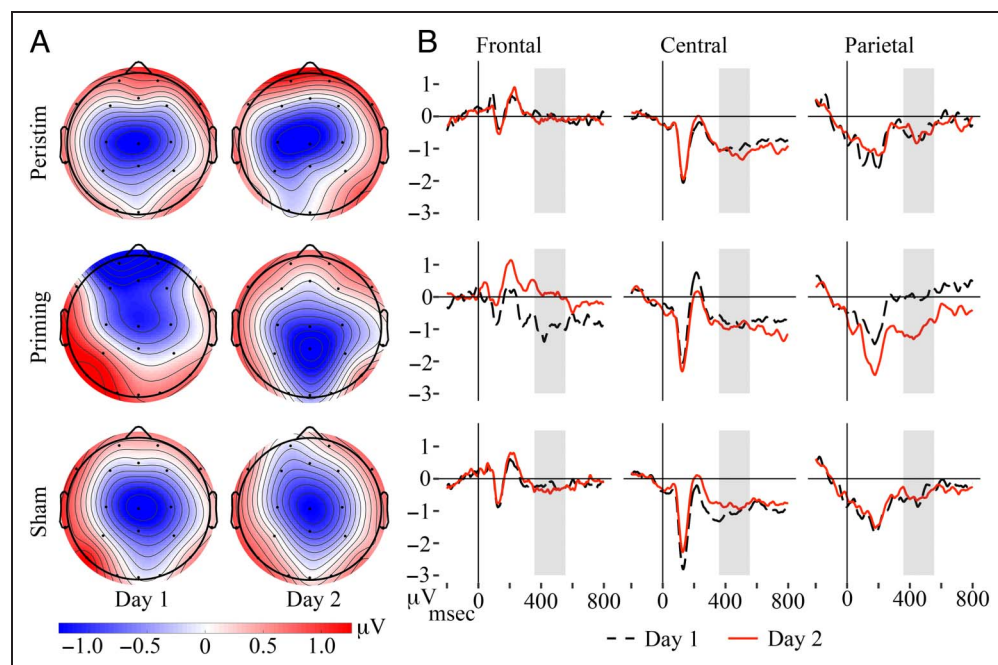 A
B
Frontal
Central
Parietal
Peristim
1
0
−1
−2
−3
Priming
1
0
−1
−2
−3
Sham
1
0
−1
−2
−3
Day 1
Day 2
μV
msec
0 400 800
0 400 800
0 400 800
−1.0 −0.5 0 0.5 1.0
μV
Day 1
Day 2